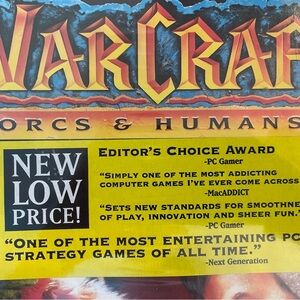 WARCRAF
ORCS & HUMANS
NEW
LOW
PRICE!
EDITOR'S CHOICE AWARD
-PC Gamer
"SIMPLY ONE OF THE MOST ADDICTING
COMPUTER GAMES I'VE EVER COME ACROSS
-MacADDICT
"SETS NEW STANDARDS FOR SMOOTHNE
OF PLAY, INNOVATION AND SHEER FUN."
-PC Gamer
"ONE OF THE MOST ENTERTAINING PC
STRATEGY GAMES OF ALL TIME."
-Next Generation